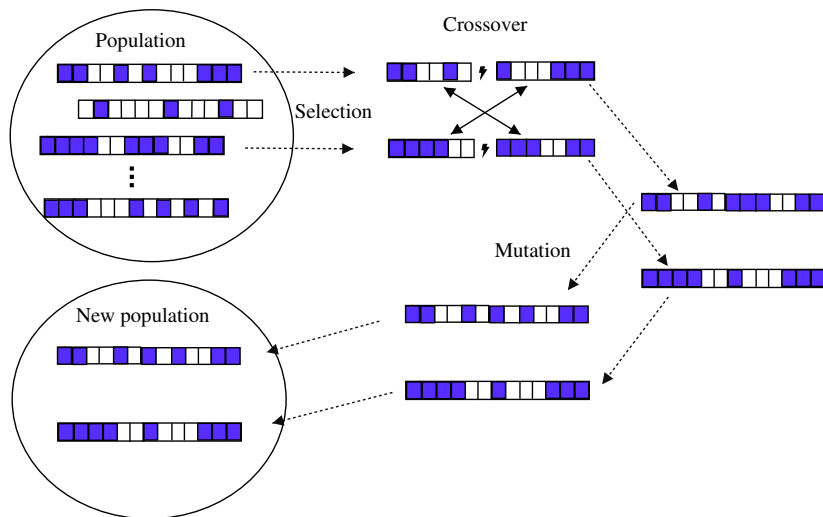 Crossover
Population
Selection
Mutation
New population